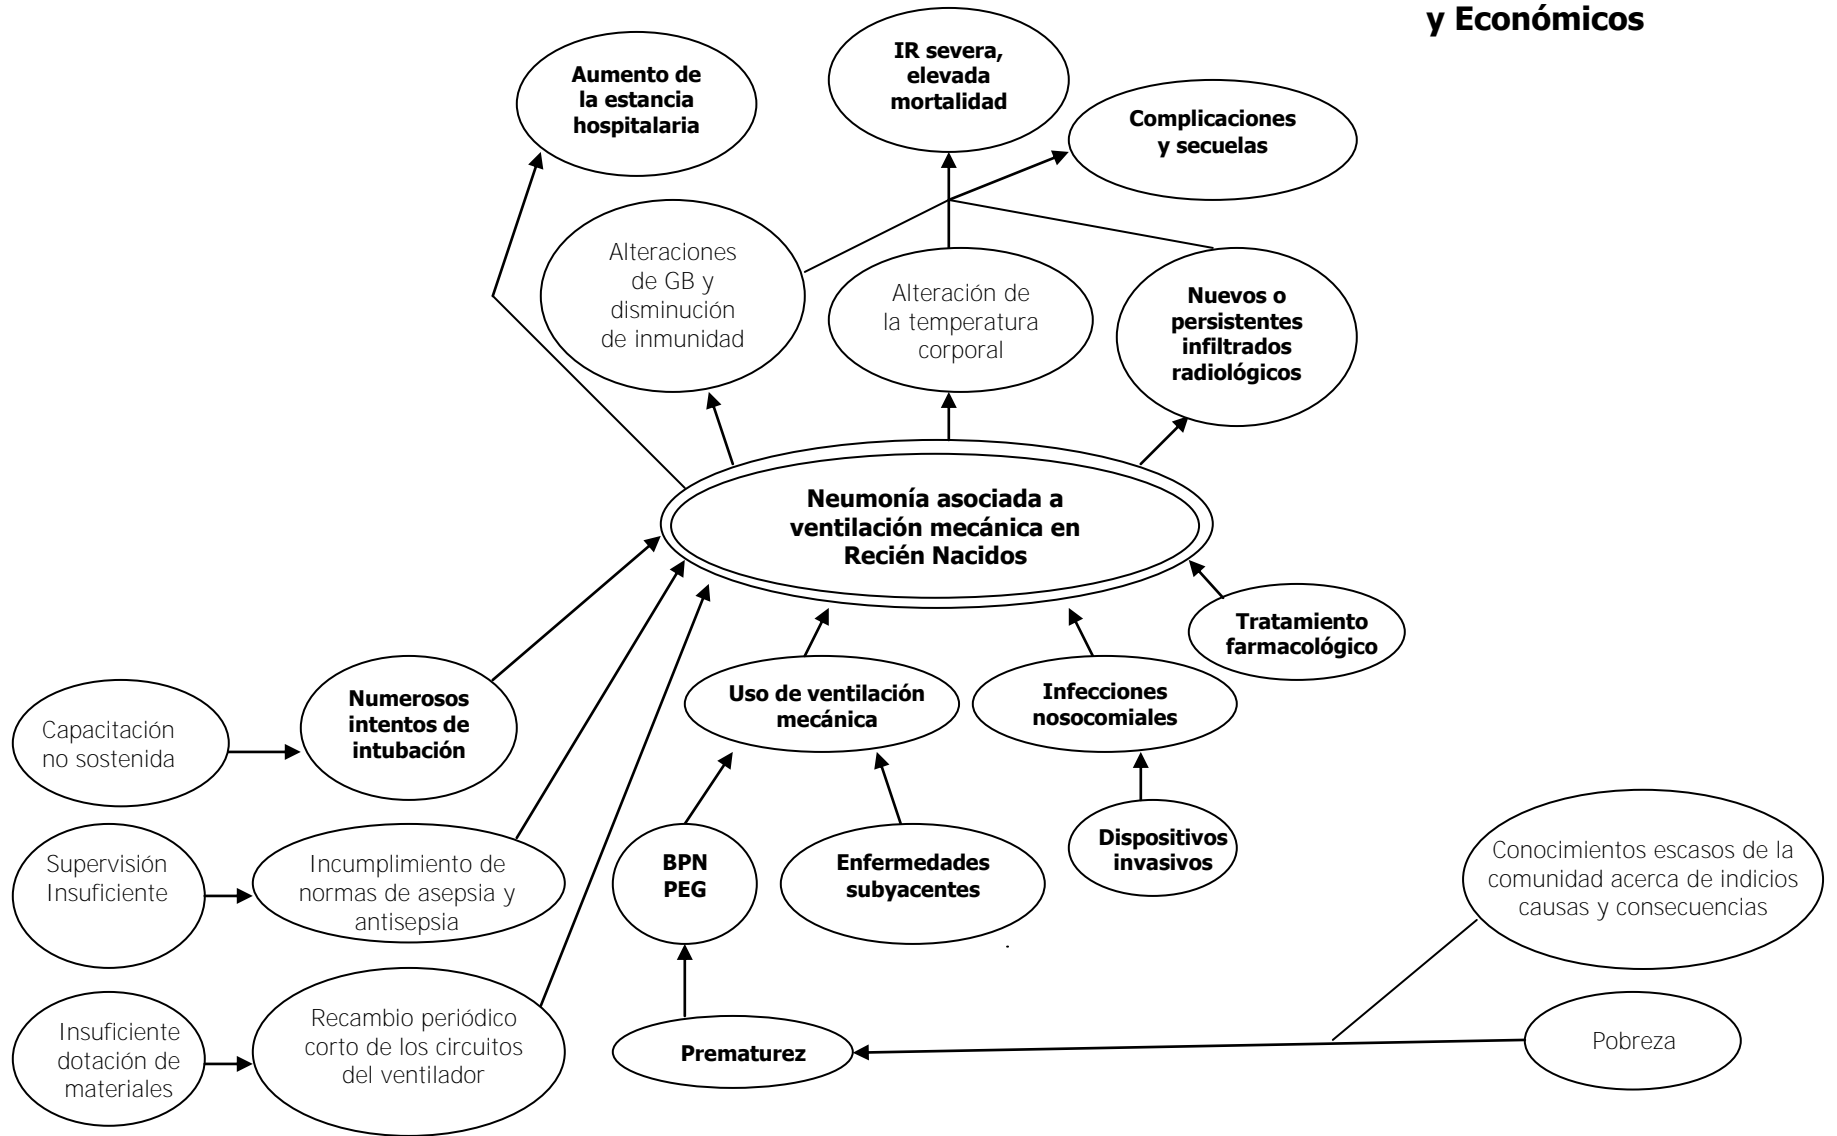 y Económicos
IR severa,
elevada
mortalidad
Aumento de
la estancia
hospitalaria
Complicaciones
y secuelas
Alteraciones
de GB y
disminución
de inmunidad
Alteración de
la temperatura
corporal
Nuevos o
persistentes
infiltrados
radiológicos
Neumonía asociada a
ventilación mecánica en
Recién Nacidos
Tratamiento
farmacológico
Numerosos
intentos de
intubación
Uso de ventilación
mecánica
Infecciones
nosocomiales
Capacitación
no sostenida
Supervisión
Insuficiente
Incumplimiento de
normas de asepsia y
antisepsia
BPN
PEG
Enfermedades
subyacentes
Dispositivos
invasivos
Conocimientos escasos de la
comunidad acerca de indicios
causas y consecuencias
Insuficiente
dotación de
materiales
Recambio periódico
corto de los circuitos
del ventilador
Prematurez
Pobreza